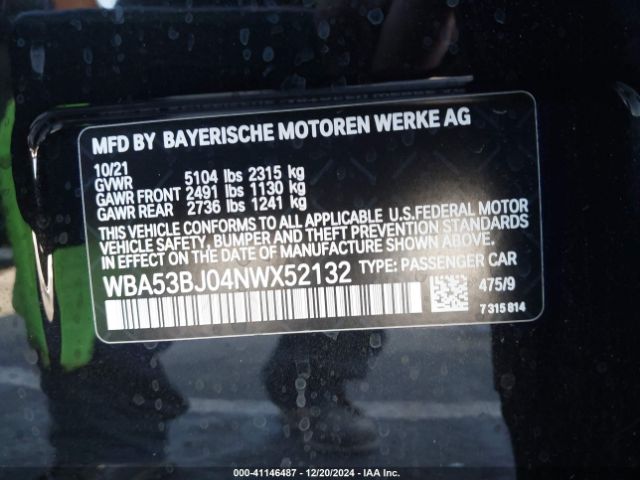 MFD BY BAYERISCHE MOTOREN WERKE AG
10/21
GVWR 5104 lbs 2315 kg
GAWR FRONT 2491 lbs 1130 kg
GAWR REAR 2736 lbs 1241 kg
THIS VEHICLE CONFORMS TO ALL APPLICABLE U.S.FEDERAL MOTOR
VEHICLE SAFETY, BUMPER AND THEFT PREVENTION STANDARDS
IN EFFECT ON THE DATE OF MANUFACTURE SHOWN ABOVE.
WBA53BJ04NWX52132 TYPE: PASSENGER CAR
475/9
7 315 814
000-41146487 - 12/20/2024 - IAA Inc.